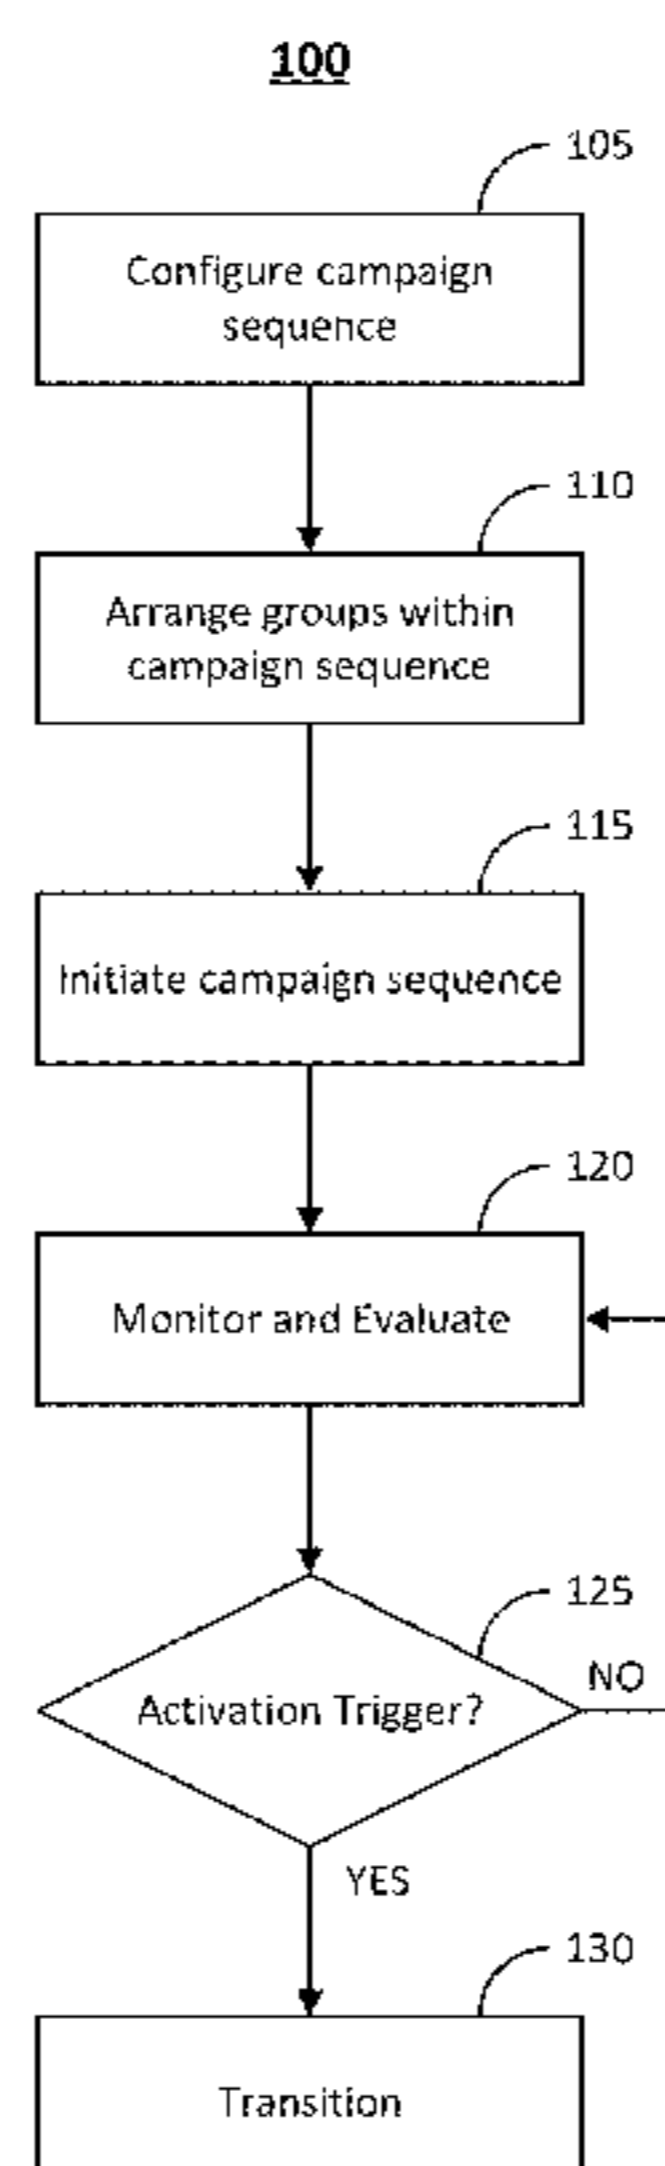 100
105
Configure campaign
sequence
110
Arrange groups within
campaign sequence
115
Initiate campaign sequence
120
Monitor and Evaluate
125
Activation Trigger?
NO
YES
130
Transition